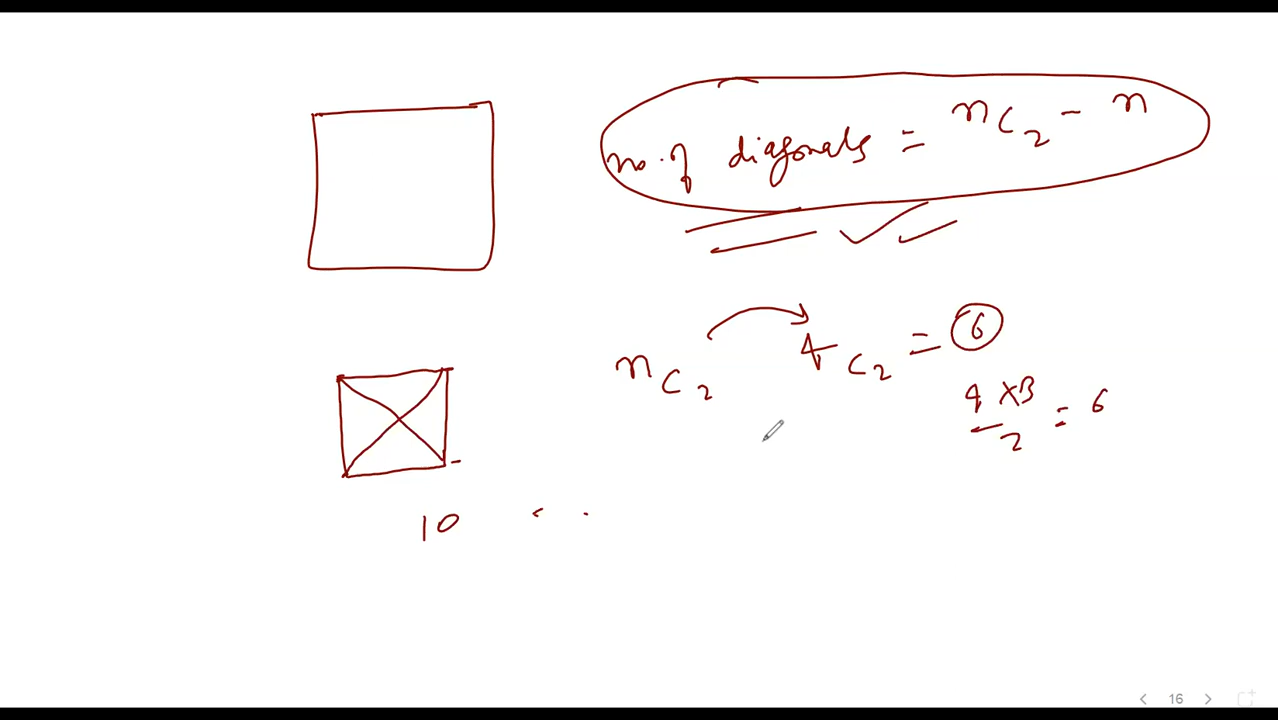 no. of diagonals = nC2 - n
nC2 4C2 = 6
4 × 3 / 2 = 6
10
16